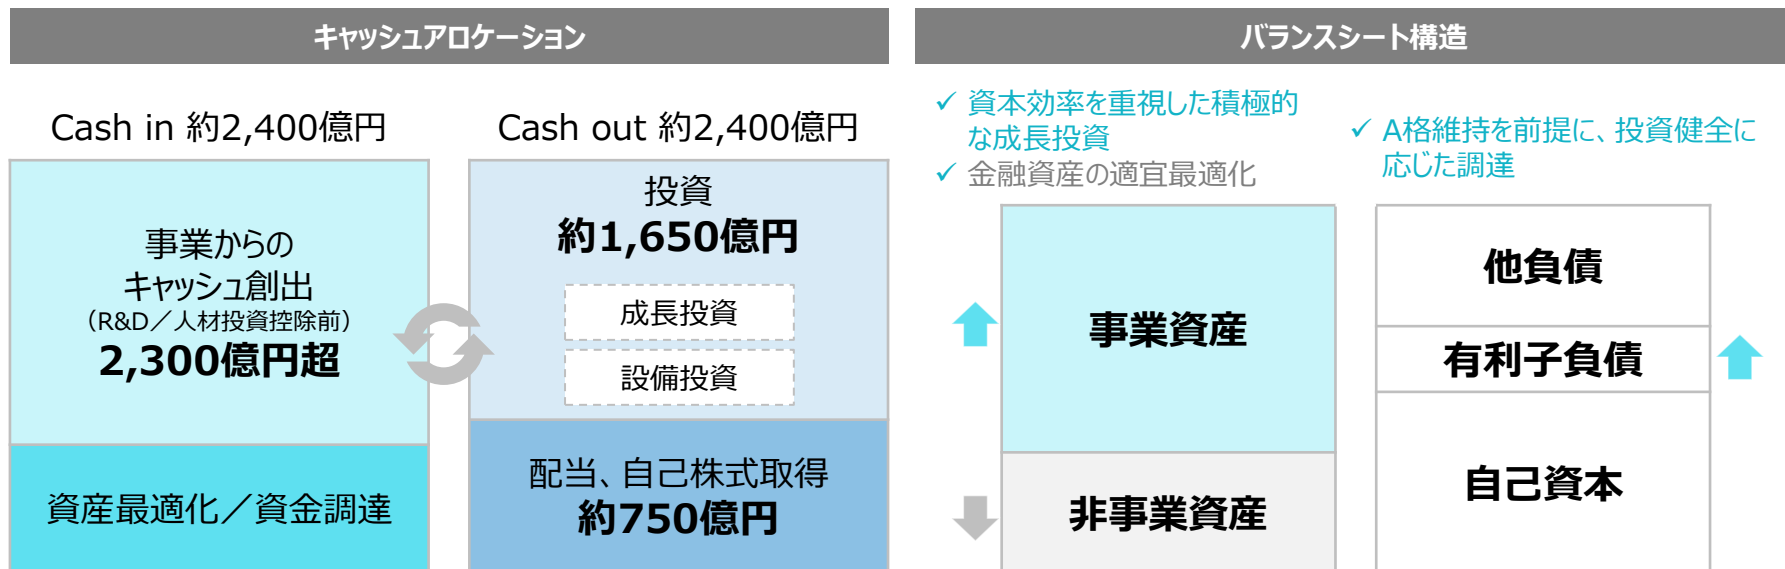 キャッシュアロケーション
Cash in 約2,400億円
事業からの
キャッシュ創出
（R&D／人材投資控除前）
2,300億円超
資産最適化／資金調達
Cash out 約2,400億円
投資
約1,650億円
成長投資
設備投資
配当、自己株式取得
約750億円
バランスシート構造
✓ 資本効率を重視した積極的
な成長投資
✓ 金融資産の適宜最適化
事業資産
非事業資産
✓ A格維持を前提に、投資健全に
応じた調達
他負債
有利子負債
自己資本